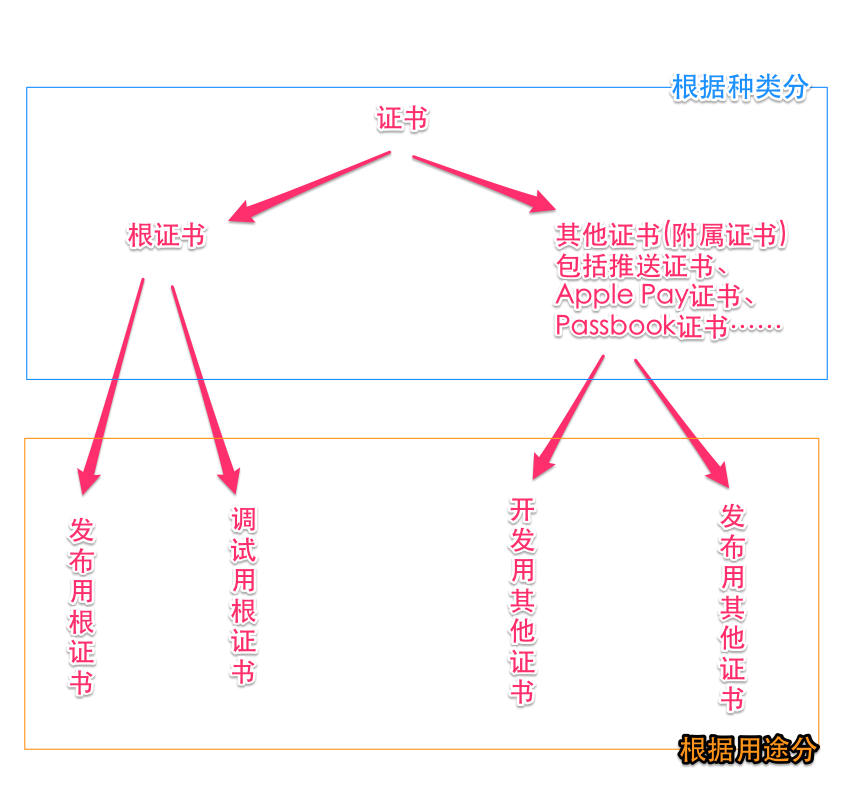 根据种类分
证书
根证书
其他证书(附属证书)
包括推送证书、
Apple Pay证书、
Passbook证书……
发布用根证书
调试用根证书
开发用其他证书
发布用其他证书
根据用途分